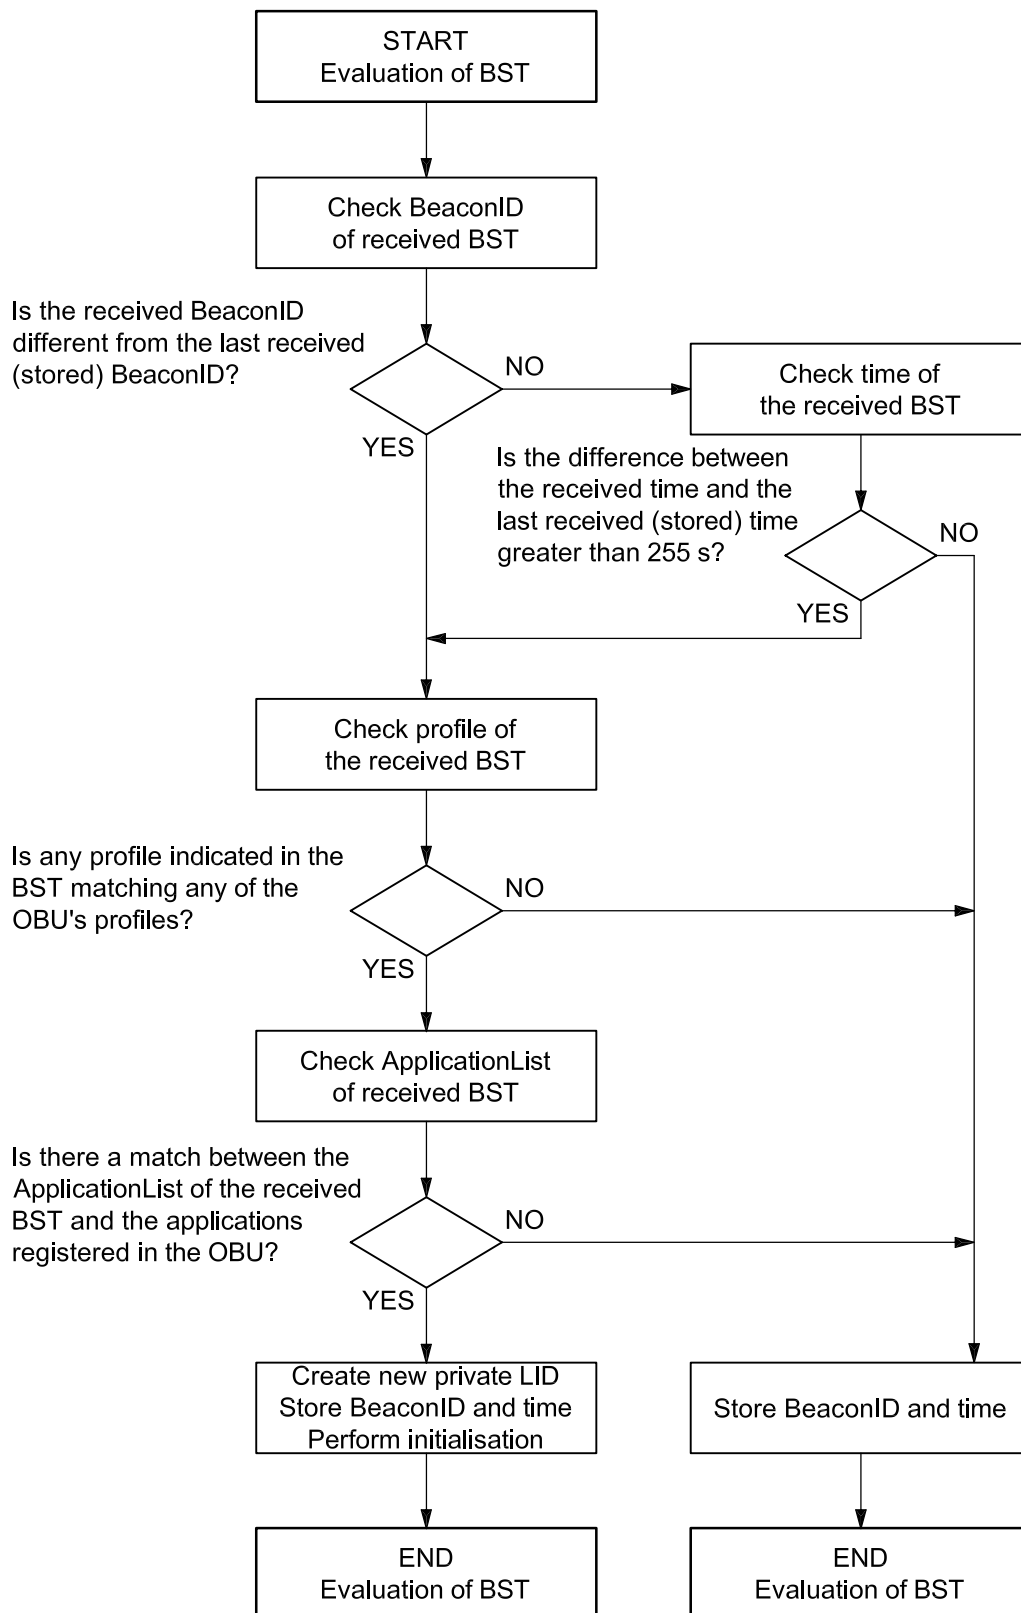 START
Evaluation of BST
Check BeaconID
of received BST
Is the received BeaconID
different from the last received
(stored) BeaconID?
NO
YES
Check time of
the received BST
Is the difference between
the received time and the
last received (stored) time
greater than 255 s?
NO
YES
Check profile of
the received BST
Is any profile indicated in the
BST matching any of the
OBU's profiles?
NO
YES
Check ApplicationList
of received BST
Is there a match between the
ApplicationList of the received
BST and the applications
registered in the OBU?
NO
YES
Create new private LID
Store BeaconID and time
Perform initialisation
Store BeaconID and time
END
Evaluation of BST
END
Evaluation of BST